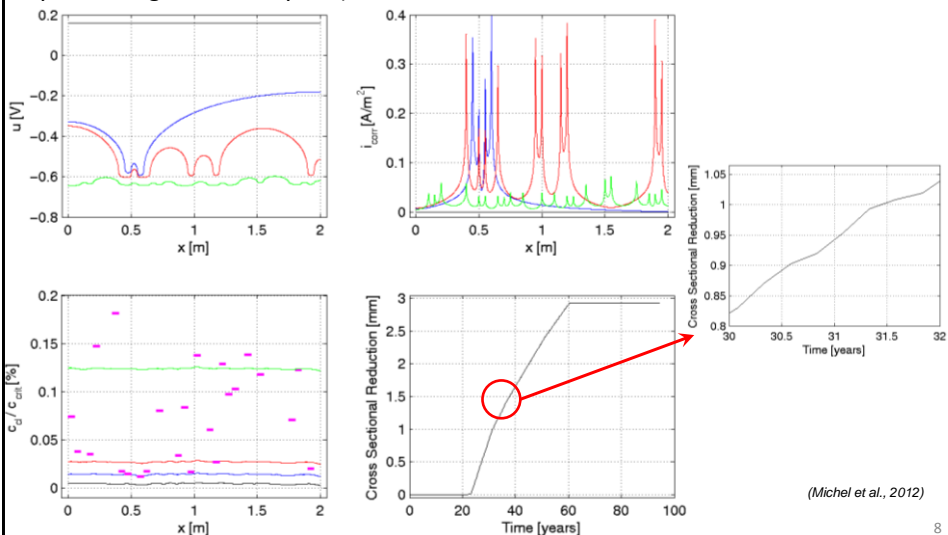 0.2
0
−0.2
−0.4
−0.6
−0.8
u [V]
0 0.5 1 1.5 2
x [m]
0.4
0.3
0.2
0.1
0
i corr [A/m2]
0 0.5 1 1.5 2
x [m]
1.05
1
0.95
0.9
0.85
0.8
Cross Sectional Reduction [mm]
30 30.5 31 31.5 32
Time [years]
0.2
0.15
0.1
0.05
0
c cl / c crit [%]
0 0.5 1 1.5 2
x [m]
3
2.5
2
1.5
1
0.5
0
Cross Sectional Reduction [mm]
0 20 40 60 80 100
Time [years]
(Michel et al., 2012)
8